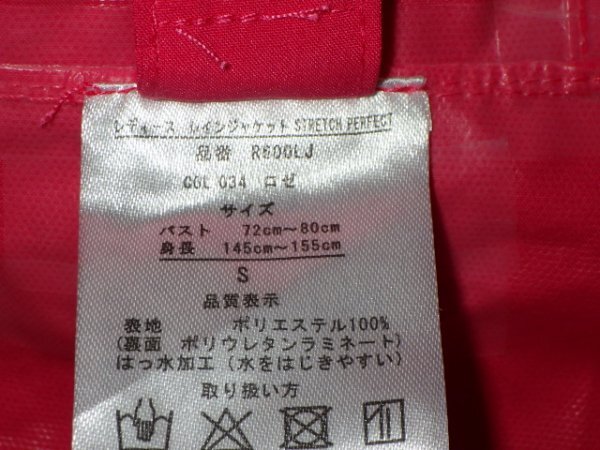 レディース レインジャケット STRETCH PERFECT
品番 R600LJ
COL 034 ロゼ
サイズ
バスト 72cm～80cm
身長 145cm～155cm
S
品質表示
表地 ポリエステル100%
(裏面 ポリウレタンラミネート)
はっ水加工 (水をはじきやすい)
取り扱い方